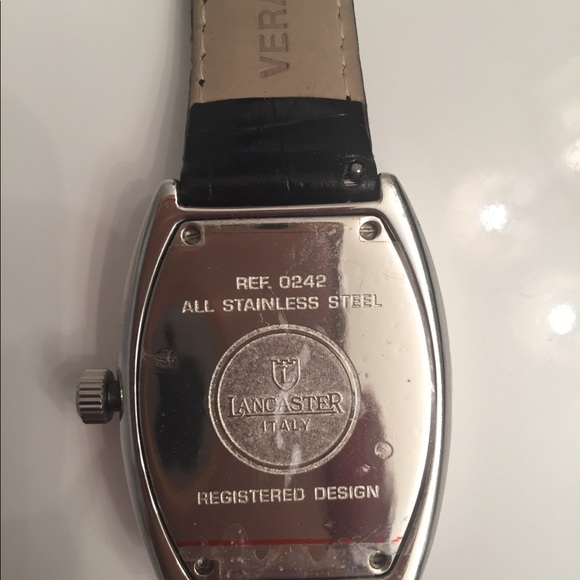 VERA
REF. 0242
ALL STAINLESS STEEL
L
LANCASTER
ITALY
REGISTERED DESIGN